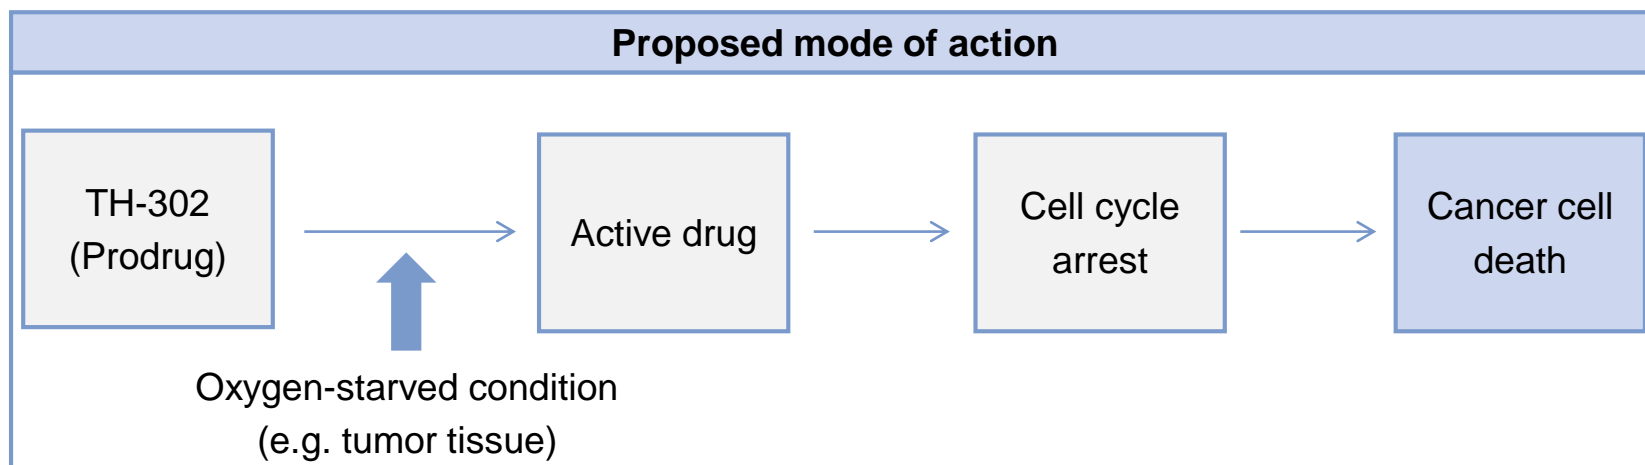 Proposed mode of action
TH-302
(Prodrug)
Active drug
Cell cycle
arrest
Cancer cell
death
Oxygen-starved condition
(e.g. tumor tissue)